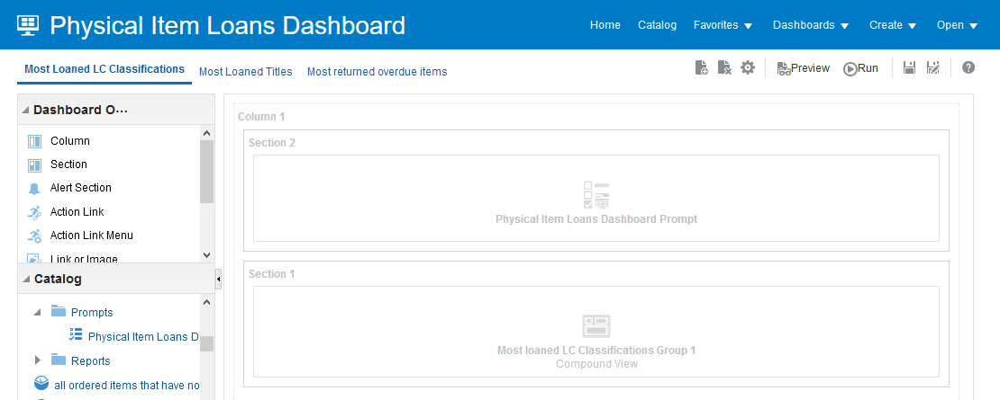 Physical Item Loans Dashboard
Home Catalog Favorites Dashboards Create Open
Most Loaned LC Classifications Most Loaned Titles Most returned overdue items Preview Run
Dashboard O...
Column
Section
Alert Section
Action Link
Action Link Menu
Link or Image
Catalog
Prompts
Physical Item Loans D
Reports
all ordered items that have no
Column 1
Section 2
Physical Item Loans Dashboard Prompt
Section 1
Most loaned LC Classifications Group 1
Compound View